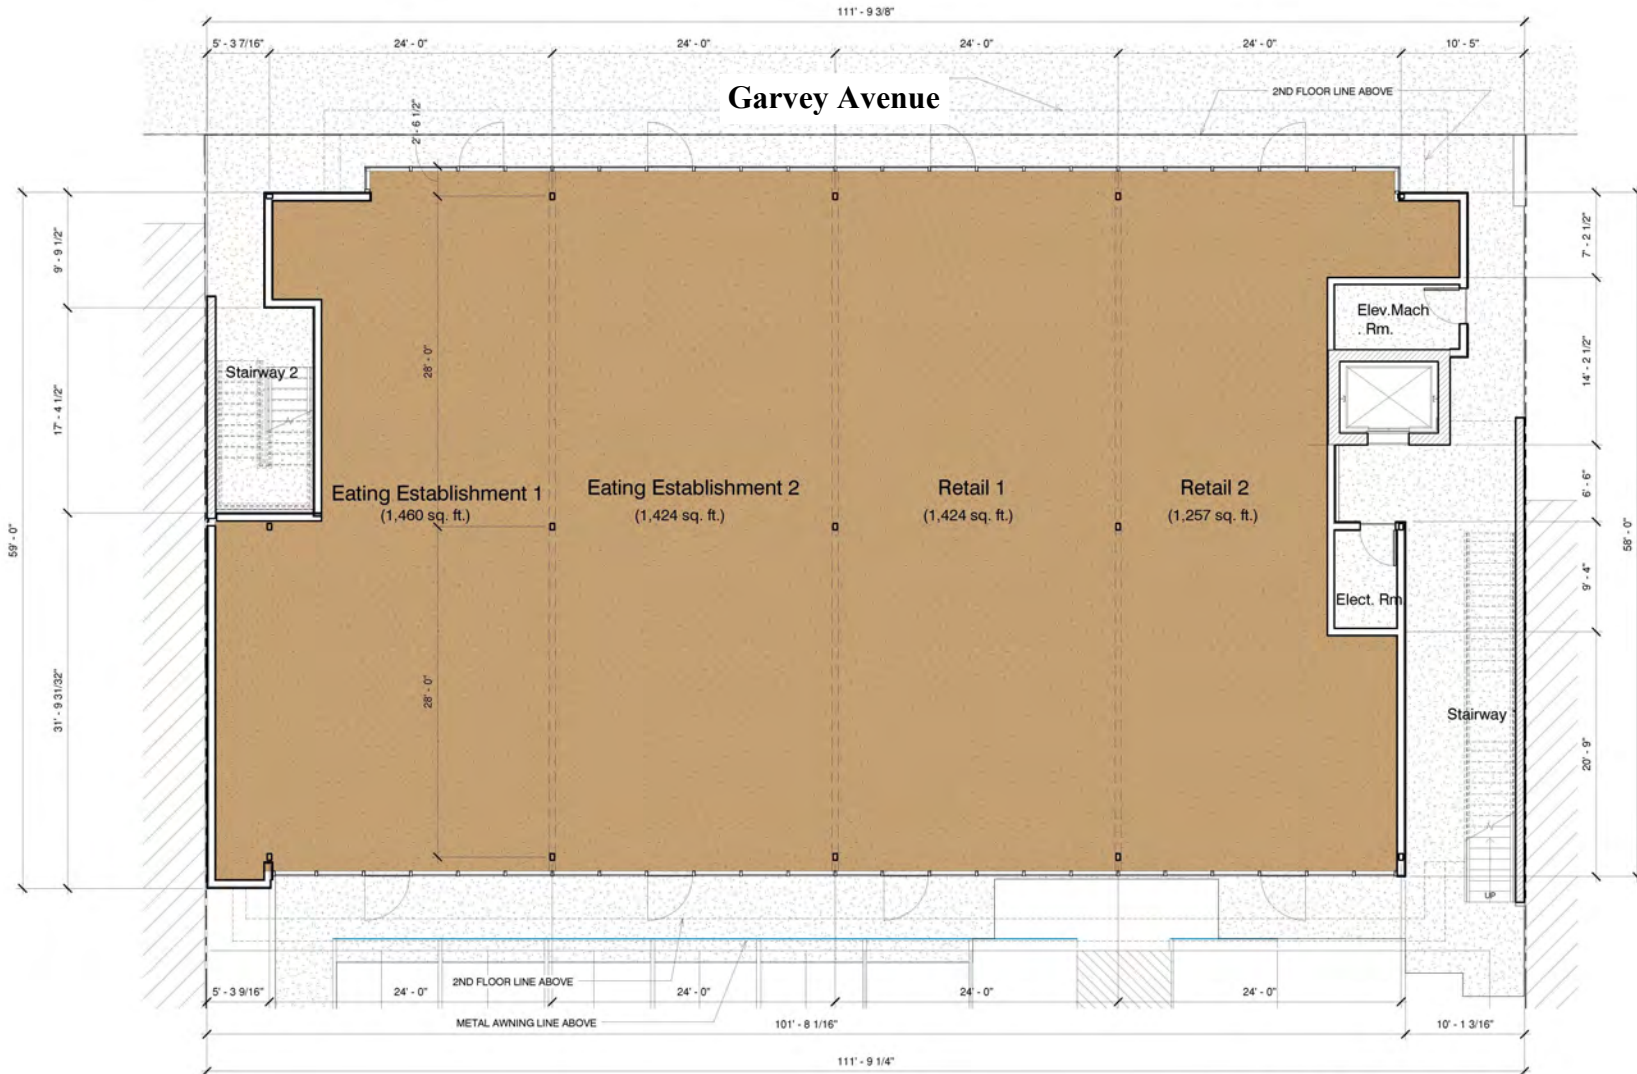 111' - 9 3/8"
5' - 3 7/16"
24' - 0"
24' - 0"
24' - 0"
24' - 0"
10' - 5"
Garvey Avenue
2ND FLOOR LINE ABOVE
2' - 6 1/2"
9' - 9 1/2"
7' - 2 1/2"
Elev.Mach
. Rm.
28' - 0"
14' - 2 1/2"
Stairway 2
17' - 4 1/2"
Eating Establishment 1
(1,460 sq. ft.)
Eating Establishment 2
(1,424 sq. ft.)
Retail 1
(1,424 sq. ft.)
Retail 2
(1,257 sq. ft.)
6' - 6"
59' - 0"
58' - 0"
9' - 4"
Elect. Rm
28' - 0"
31' - 9 31/32"
Stairway
20' - 9"
UP
2ND FLOOR LINE ABOVE
5' - 3 9/16"
24' - 0"
24' - 0"
24' - 0"
24' - 0"
METAL AWNING LINE ABOVE
101' - 8 1/16"
10' - 1 3/16"
111' - 9 1/4"